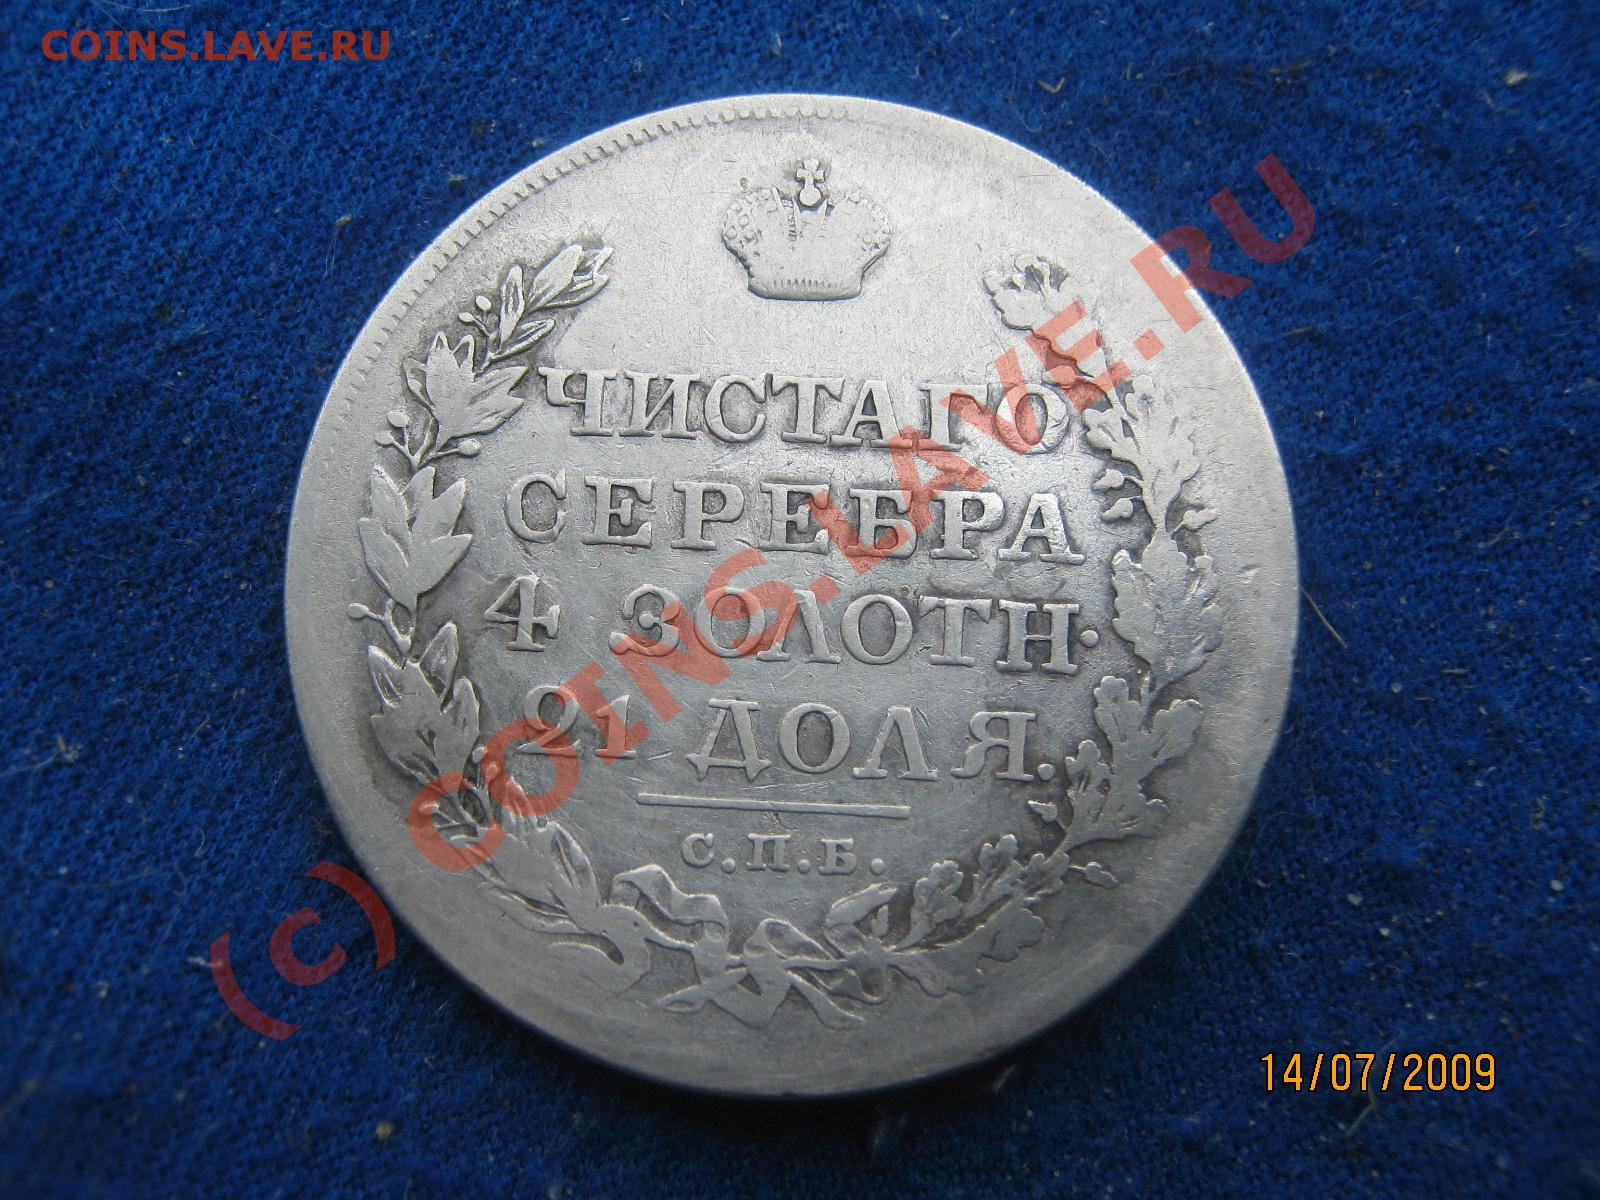 COINS.LAVE.RU
ЧИСТАГО
СЕРЕБРА
4 ЗОЛОТН·
21 ДОЛЯ.
С.П.Б.
(c) COINS.LAVE.RU
14/07/2009